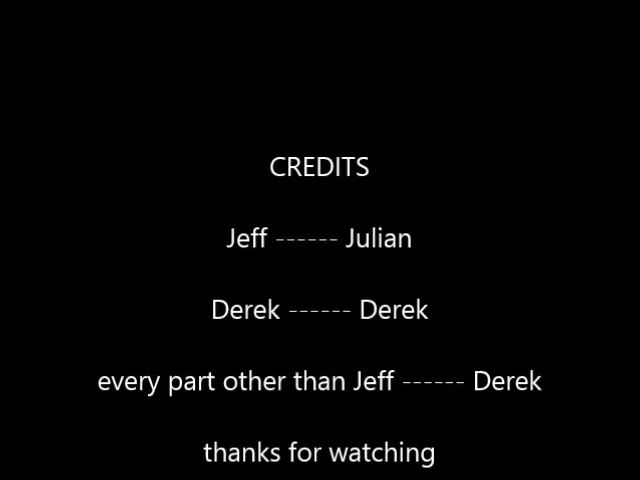 CREDITS
Jeff ------ Julian
Derek ------ Derek
every part other than Jeff ------ Derek
thanks for watching